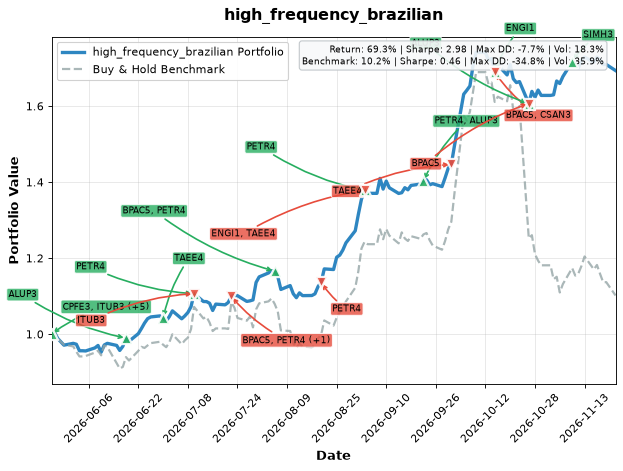 high_frequency_brazilian
ENGI1
SIMH3
high_frequency_brazilian Portfolio
Buy & Hold Benchmark
Return: 69.3% | Sharpe: 2.98 | Max DD: -7.7% | Vol: 18.3%
Benchmark: 10.2% | Sharpe: 0.46 | Max DD: -34.8% | Vol: 35.9%
BPAC5, CSAN3
PETR4, ALUP3
PETR4
BPAC5
TAEE4
BPAC5, PETR4
ENGI1, TAEE4
TAEE4
PETR4
ALUP3
CPFE3, ITUB3 (+5)
ITUB3
PETR4
BPAC5, PETR4 (+1)
Portfolio Value
1.6
1.4
1.2
1.0
2026-06-06
2026-06-22
2026-07-08
2026-07-24
2026-08-09
2026-08-25
2026-09-10
2026-09-26
2026-10-12
2026-10-28
2026-11-13
Date